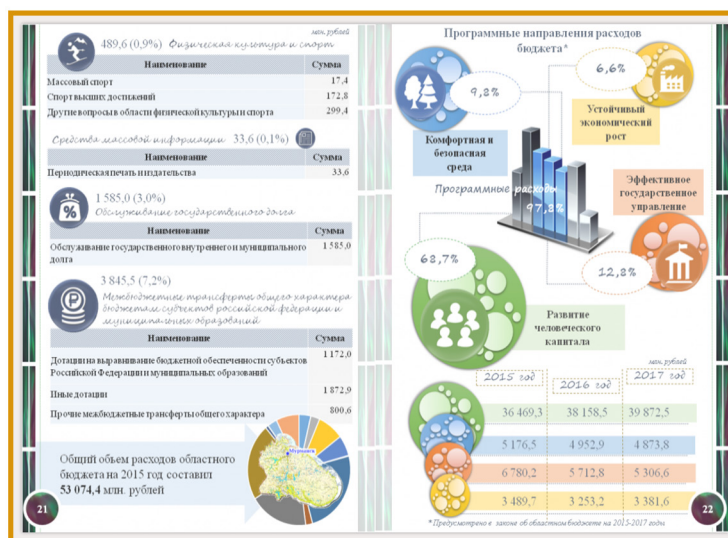 млн. рублей
489,6 (0,9%) Физическая культура и спорт
Наименование Сумма
Массовый спорт 17,4
Спорт высших достижений 172,8
Другие вопросы в области физической культуры и спорта 299,4
Средства массовой информации 33,6 (0,1%)
Наименование Сумма
Периодическая печать и издательства 33,6
1 585,0 (3,0%)
Обслуживание государственного долга
Наименование Сумма
Обслуживание государственного внутреннего и муниципального 1 585,0
долга
3 845,5 (7,2%)
Межбюджетные трансферты общего характера
бюджетам субъектов российской федерации и
муниципальных образований
Наименование Сумма
Дотации на выравнивание бюджетной обеспеченности субъектов 1 172,0
Российской Федерации и муниципальных образований
Иные дотации 1 872,9
Прочие межбюджетные трансферты общего характера 800,6
Общий объем расходов областного
бюджета на 2015 год составил
53 074,4 млн. рублей
Мурманск
21
Программные направления расходов
бюджета*
9,8%
6,6%
Комфортная и
безопасная
среда
Устойчивый
экономический
рост
Программные расходы
97,8%
Эффективное
государственное
управление
68,7%
12,8%
Развитие
человеческого
капитала
млн. рублей
2015 год 2016 год 2017 год
36 469,3 38 158,5 39 872,5
5 176,5 4 952,9 4 873,8
6 780,2 5 712,8 5 306,6
3 489,7 3 253,2 3 381,6
* Предусмотрено в законе об областном бюджете на 2015-2017 годы
22